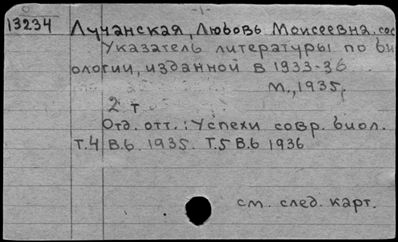 13234 Лучанская, Любовь Моисеевна. сос
Указатель литературы по би
ологии, изданной в 1933-36
М., 1935.
2 т
Отд. отт.: Успехи совр. биол.
т.4 в.6. 1935. т.5 в.6 1936
см. след. карт.